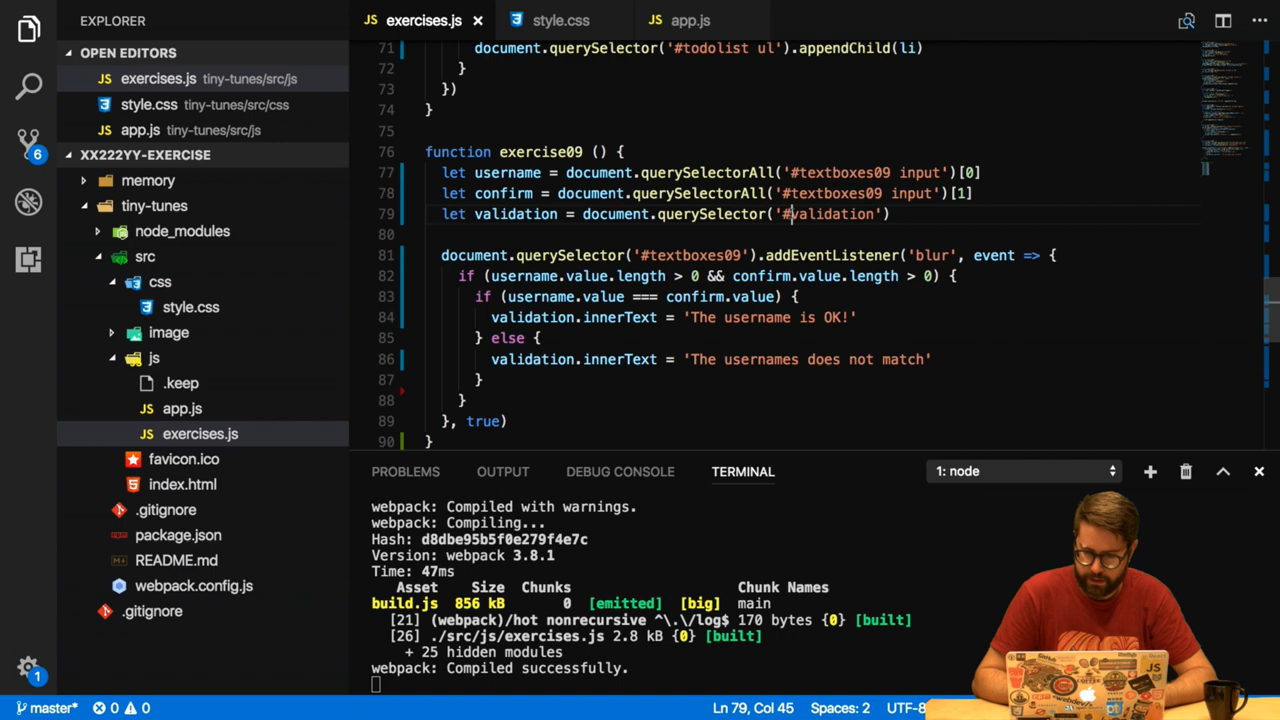 EXPLORER
OPEN EDITORS
JS exercises.js tiny-tunes/src/js
style.css tiny-tunes/src/css
JS app.js tiny-tunes/src/js
XX222YY-EXERCISE
memory
tiny-tunes
node_modules
src
css
style.css
image
js
.keep
JS app.js
JS exercises.js
favicon.ico
index.html
.gitignore
package.json
README.md
webpack.config.js
.gitignore
6
1
JS exercises.js
style.css
JS app.js
71 document.querySelector('#todolist ul').appendChild(li)
72 }
73 })
74 }
75
76 function exercise09 () {
77 let username = document.querySelectorAll('#textboxes09 input')[0]
78 let confirm = document.querySelectorAll('#textboxes09 input')[1]
79 let validation = document.querySelector('#validation')
80
81 document.querySelector('#textboxes09').addEventListener('blur', event => {
82 if (username.value.length > 0 && confirm.value.length > 0) {
83 if (username.value === confirm.value) {
84 validation.innerText = 'The username is OK!'
85 } else {
86 validation.innerText = 'The usernames does not match'
87 }
88 }
89 }, true)
90 }
PROBLEMS OUTPUT DEBUG CONSOLE TERMINAL 1: node
webpack: Compiled with warnings.
webpack: Compiling...
Hash: d8dbe95b5f0e279f4e7c
Version: webpack 3.8.1
Time: 47ms
Asset Size Chunks Chunk Names
build.js 856 kB 0 [emitted] [big] main
[21] (webpack)/hot nonrecursive ^\.\/log$ 170 bytes {0} [built]
[26] ./src/js/exercises.js 2.8 kB {0} [built]
+ 25 hidden modules
webpack: Compiled successfully.
master* 0 0 Ln 79, Col 45 Spaces: 2 UTF-8